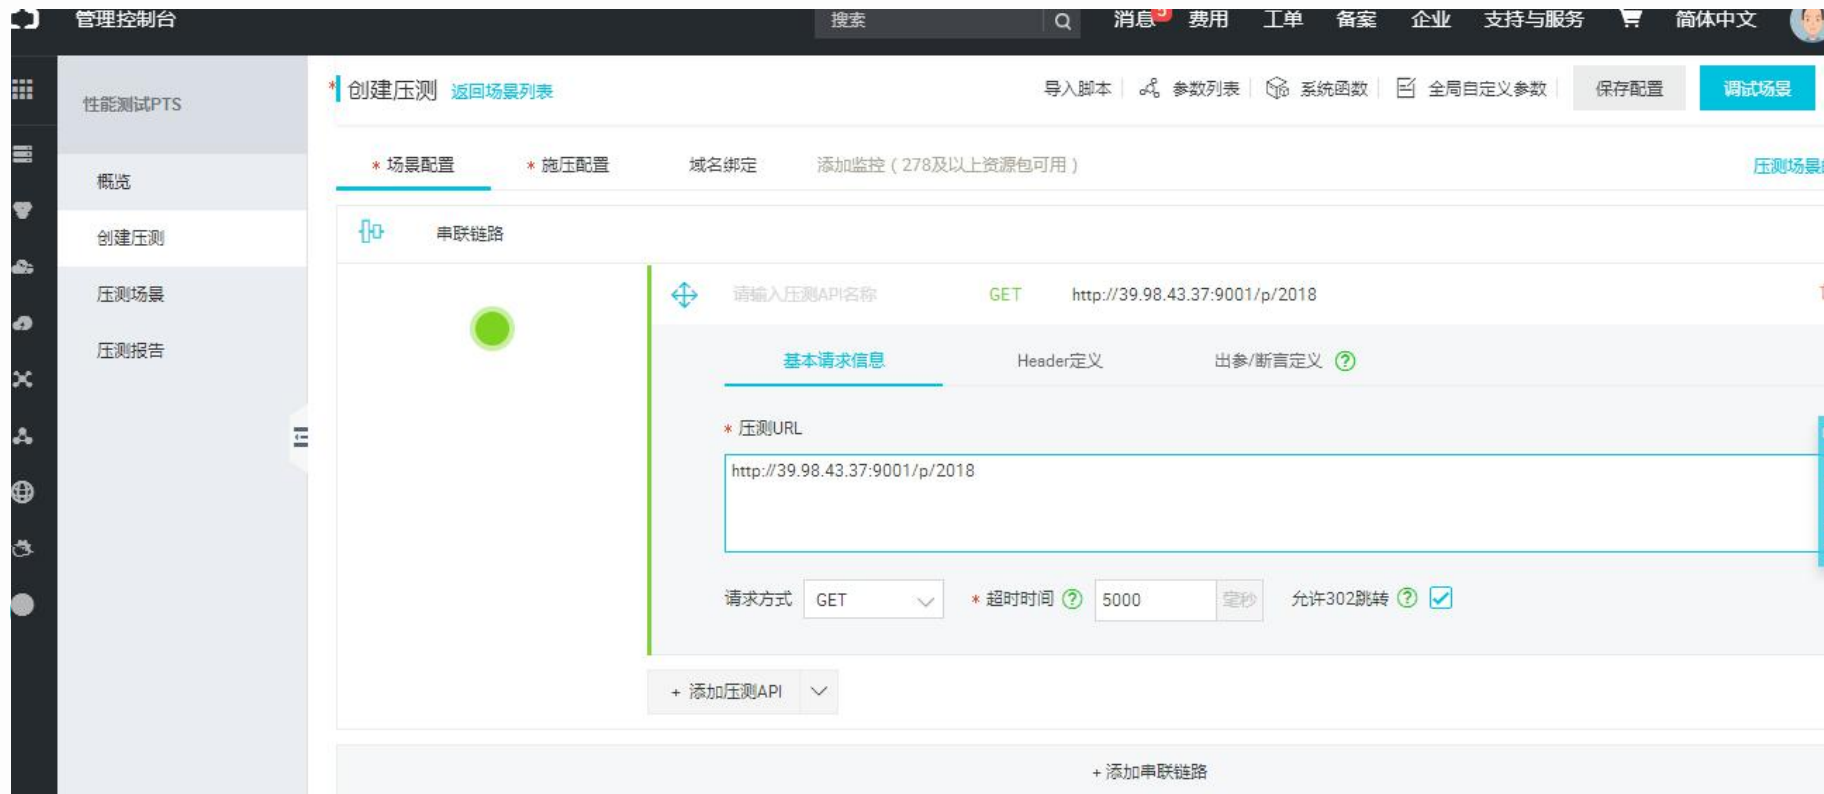 管理控制台 搜索 消息 5 费用 工单 备案 企业 支持与服务 简体中文
性能测试PTS
概览
创建压测
压测场景
压测报告
* 创建压测 返回场景列表 导入脚本 参数列表 系统函数 全局自定义参数 保存配置 调试场景
* 场景配置 * 施压配置 域名绑定 添加监控(278及以上资源包可用) 压测场景
串联链路
请输入压测API名称 GET http://39.98.43.37:9001/p/2018
基本请求信息 Header定义 出参/断言定义 ?
* 压测URL
http://39.98.43.37:9001/p/2018
请求方式 GET * 超时时间 ? 5000 毫秒 允许302跳转 ?
+ 添加压测API
+ 添加串联链路